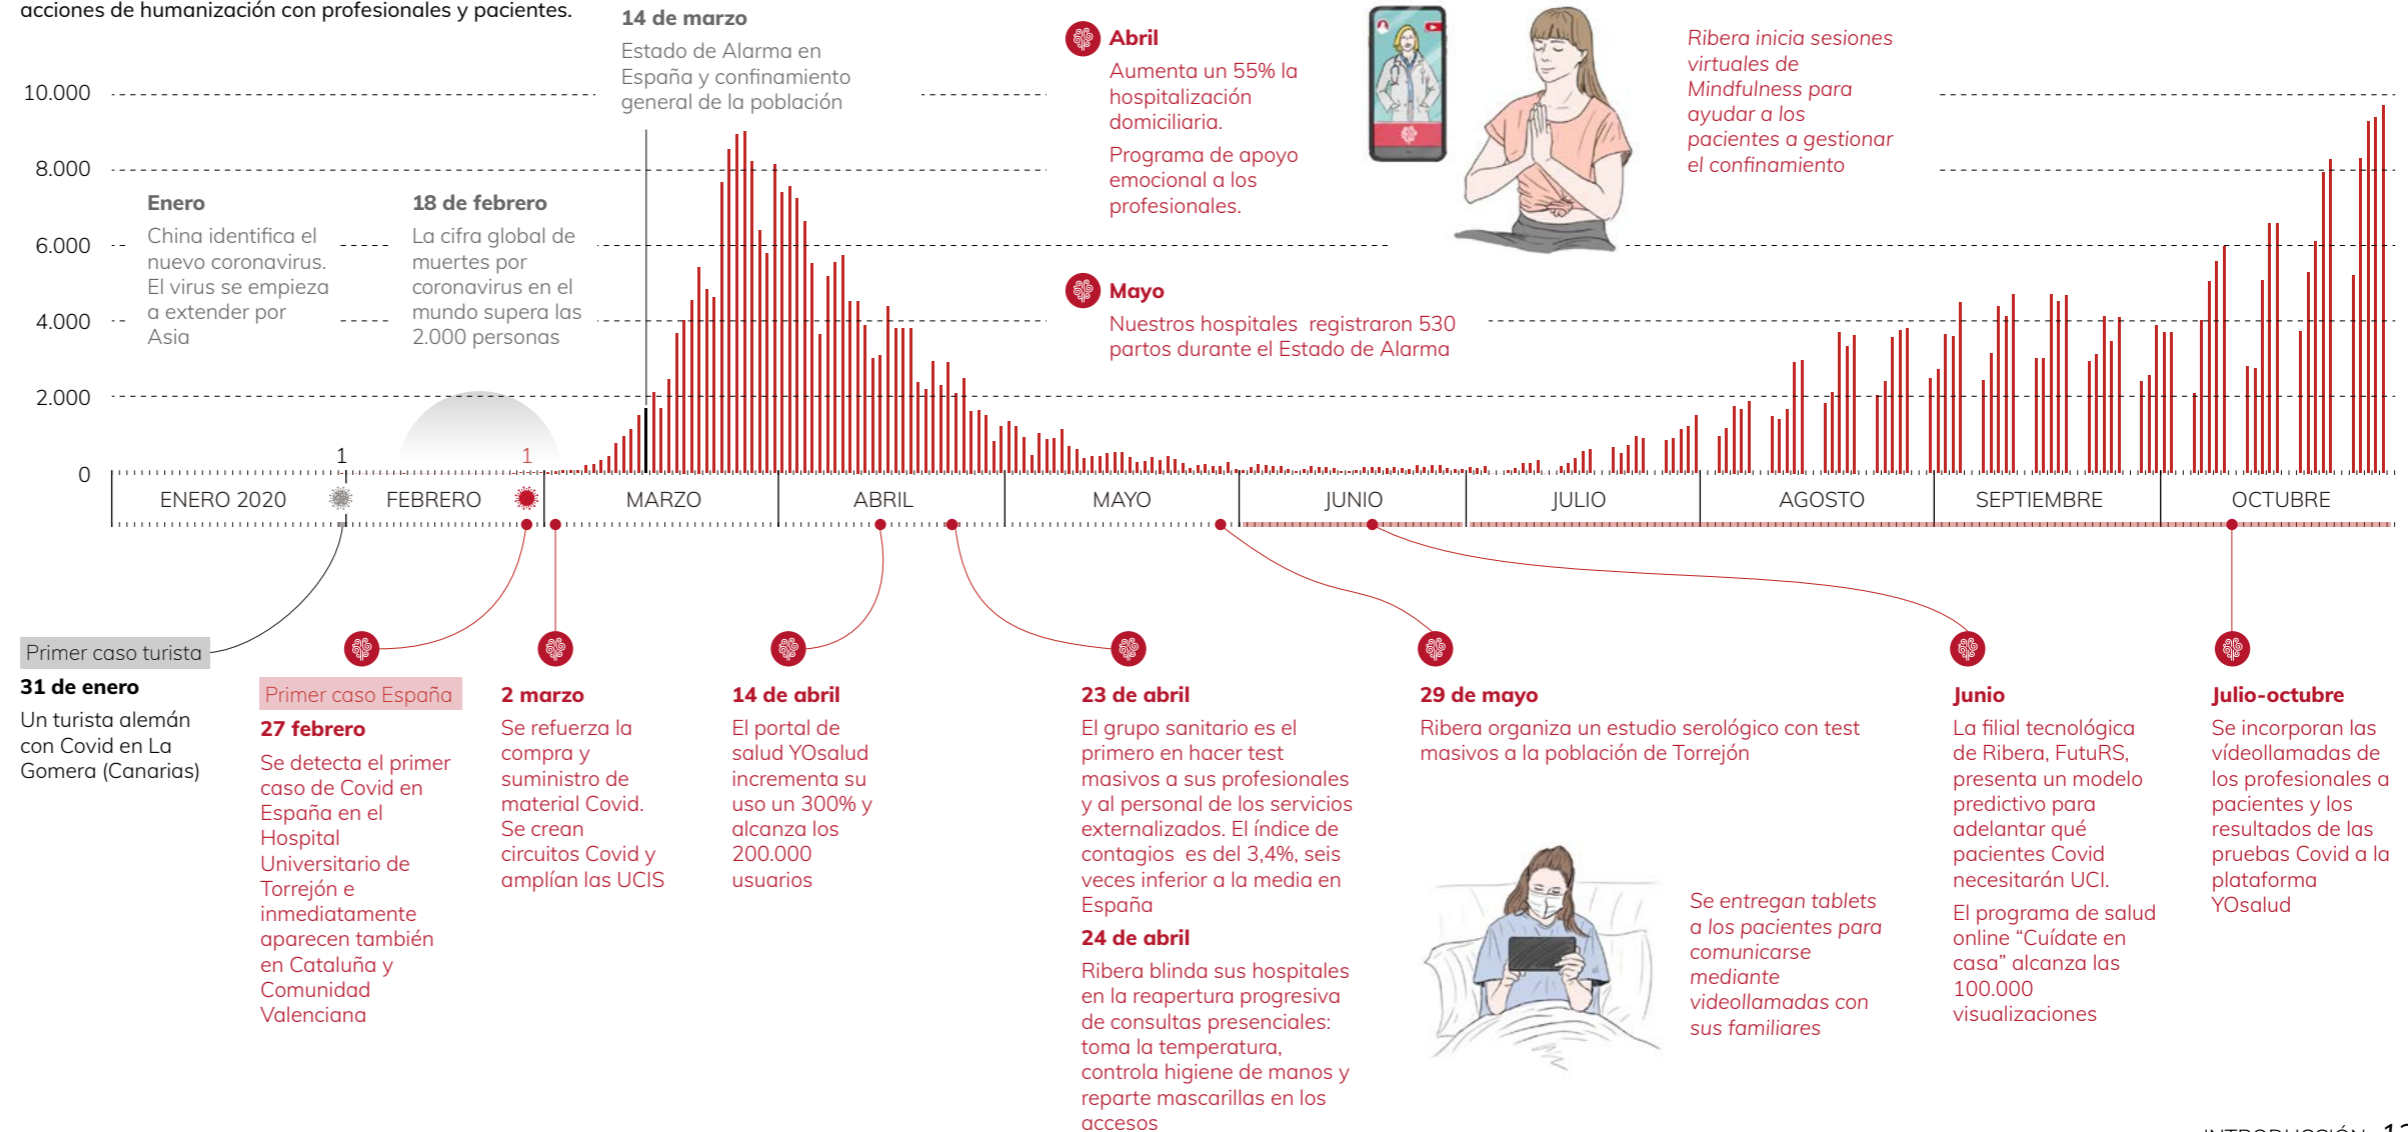 acciones de humanización con profesionales y pacientes.
14 de marzo
Estado de Alarma en
España y confinamiento
general de la población
Abril
Aumenta un 55% la
hospitalización
domiciliaria.
Programa de apoyo
emocional a los
profesionales.
Ribera inicia sesiones
virtuales de
Mindfulness para
ayudar a los
pacientes a gestionar
el confinamiento
10.000
8.000
6.000
4.000
2.000
0
Enero
China identifica el
nuevo coronavirus.
El virus se empieza
a extender por
Asia
18 de febrero
La cifra global de
muertes por
coronavirus en el
mundo supera las
2.000 personas
Mayo
Nuestros hospitales registraron 530
partos durante el Estado de Alarma
1
1
ENERO 2020
FEBRERO
MARZO
ABRIL
MAYO
JUNIO
JULIO
AGOSTO
SEPTIEMBRE
OCTUBRE
Primer caso turista
31 de enero
Un turista alemán
con Covid en La
Gomera (Canarias)
Primer caso España
27 febrero
Se detecta el primer
caso de Covid en
España en el
Hospital
Universitario de
Torrejón e
inmediatamente
aparecen también
en Cataluña y
Comunidad
Valenciana
2 marzo
Se refuerza la
compra y
suministro de
material Covid.
Se crean
circuitos Covid y
amplían las UCIS
14 de abril
El portal de
salud YOsalud
incrementa su
uso un 300% y
alcanza los
200.000
usuarios
23 de abril
El grupo sanitario es el
primero en hacer test
masivos a sus profesionales
y al personal de los servicios
externalizados. El índice de
contagios es del 3,4%, seis
veces inferior a la media en
España
24 de abril
Ribera blinda sus hospitales
en la reapertura progresiva
de consultas presenciales:
toma la temperatura,
controla higiene de manos y
reparte mascarillas en los
accesos
29 de mayo
Ribera organiza un estudio serológico con test
masivos a la población de Torrejón
Se entregan tablets
a los pacientes para
comunicarse
mediante
videollamadas con
sus familiares
Junio
La filial tecnológica
de Ribera, FutuRS,
presenta un modelo
predictivo para
adelantar qué
pacientes Covid
necesitarán UCI.
El programa de salud
online “Cuídate en
casa” alcanza las
100.000
visualizaciones
Julio-octubre
Se incorporan las
vídeollamadas de
los profesionales a
pacientes y los
resultados de las
pruebas Covid a la
plataforma
YOsalud